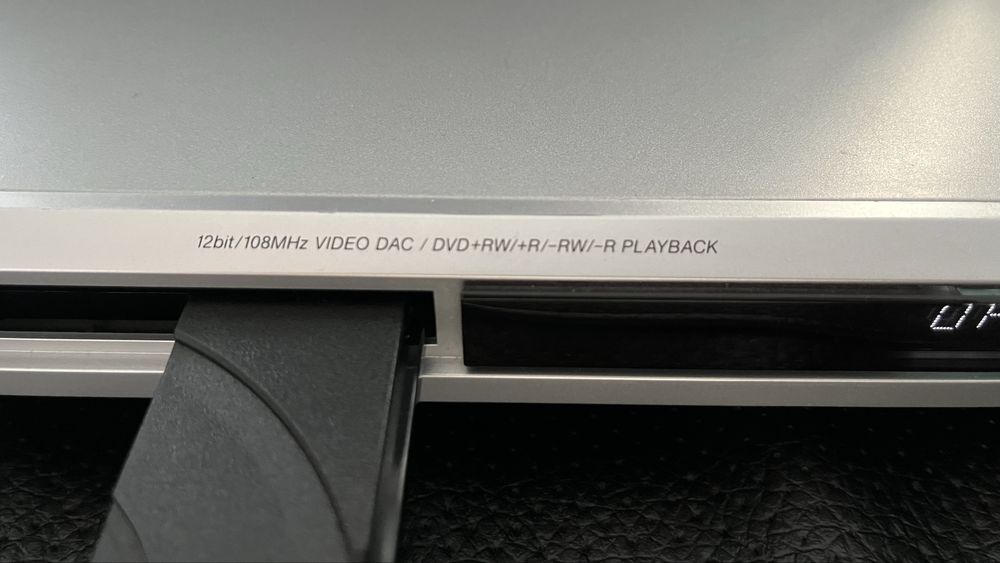 12bit/108MHz VIDEO DAC / DVD+RW/+R/-RW/-R PLAYBACK